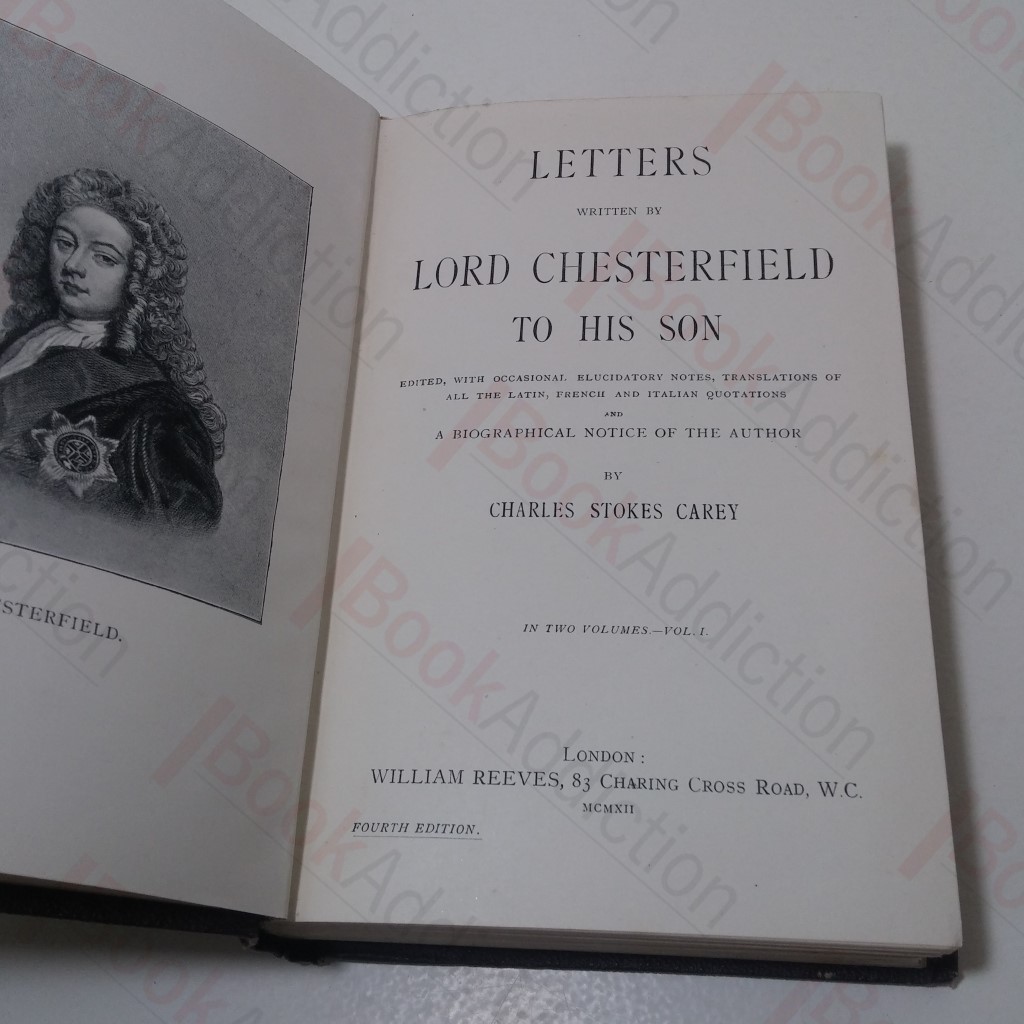 ESTERFIELD.
LETTERS
WRITTEN BY
LORD CHESTERFIELD
TO HIS SON
EDITED, WITH OCCASIONAL ELUCIDATORY NOTES, TRANSLATIONS OF
ALL THE LATIN, FRENCH AND ITALIAN QUOTATIONS
AND
A BIOGRAPHICAL NOTICE OF THE AUTHOR
BY
CHARLES STOKES CAREY
IN TWO VOLUMES.—VOL. I.
LONDON:
WILLIAM REEVES, 83 CHARING CROSS ROAD, W.C.
MCMXII
FOURTH EDITION.
BookAddiction